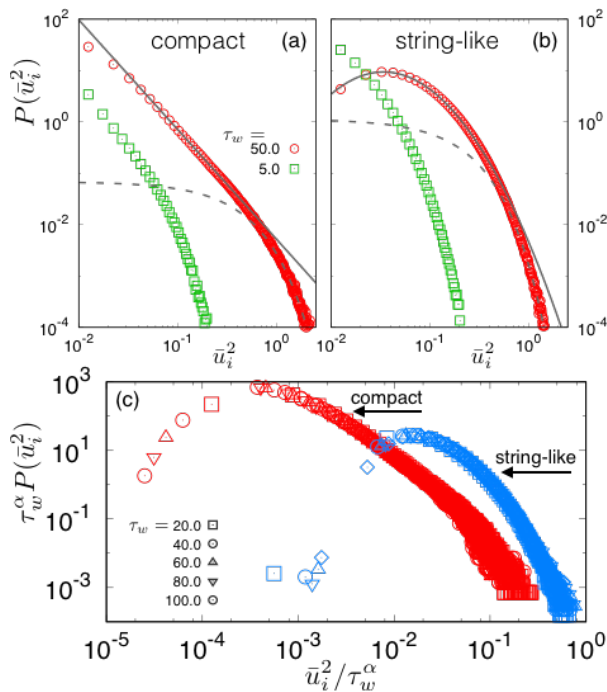 compact (a)
string-like (b)
10^2
10^0
10^-2
10^-4
P(ū_i^2)
τ_w =
50.0
5.0
10^-1 10^0
ū_i^2
10^2
10^0
10^-2
10^-4
10^-1 10^0
ū_i^2
(c)
compact
string-like
10^3
10^1
10^-1
10^-3
τ_w^α P(ū_i^2)
τ_w = 20.0
40.0
60.0
80.0
100.0
10^-5 10^-4 10^-3 10^-2 10^-1 10^0
ū_i^2/τ_w^α